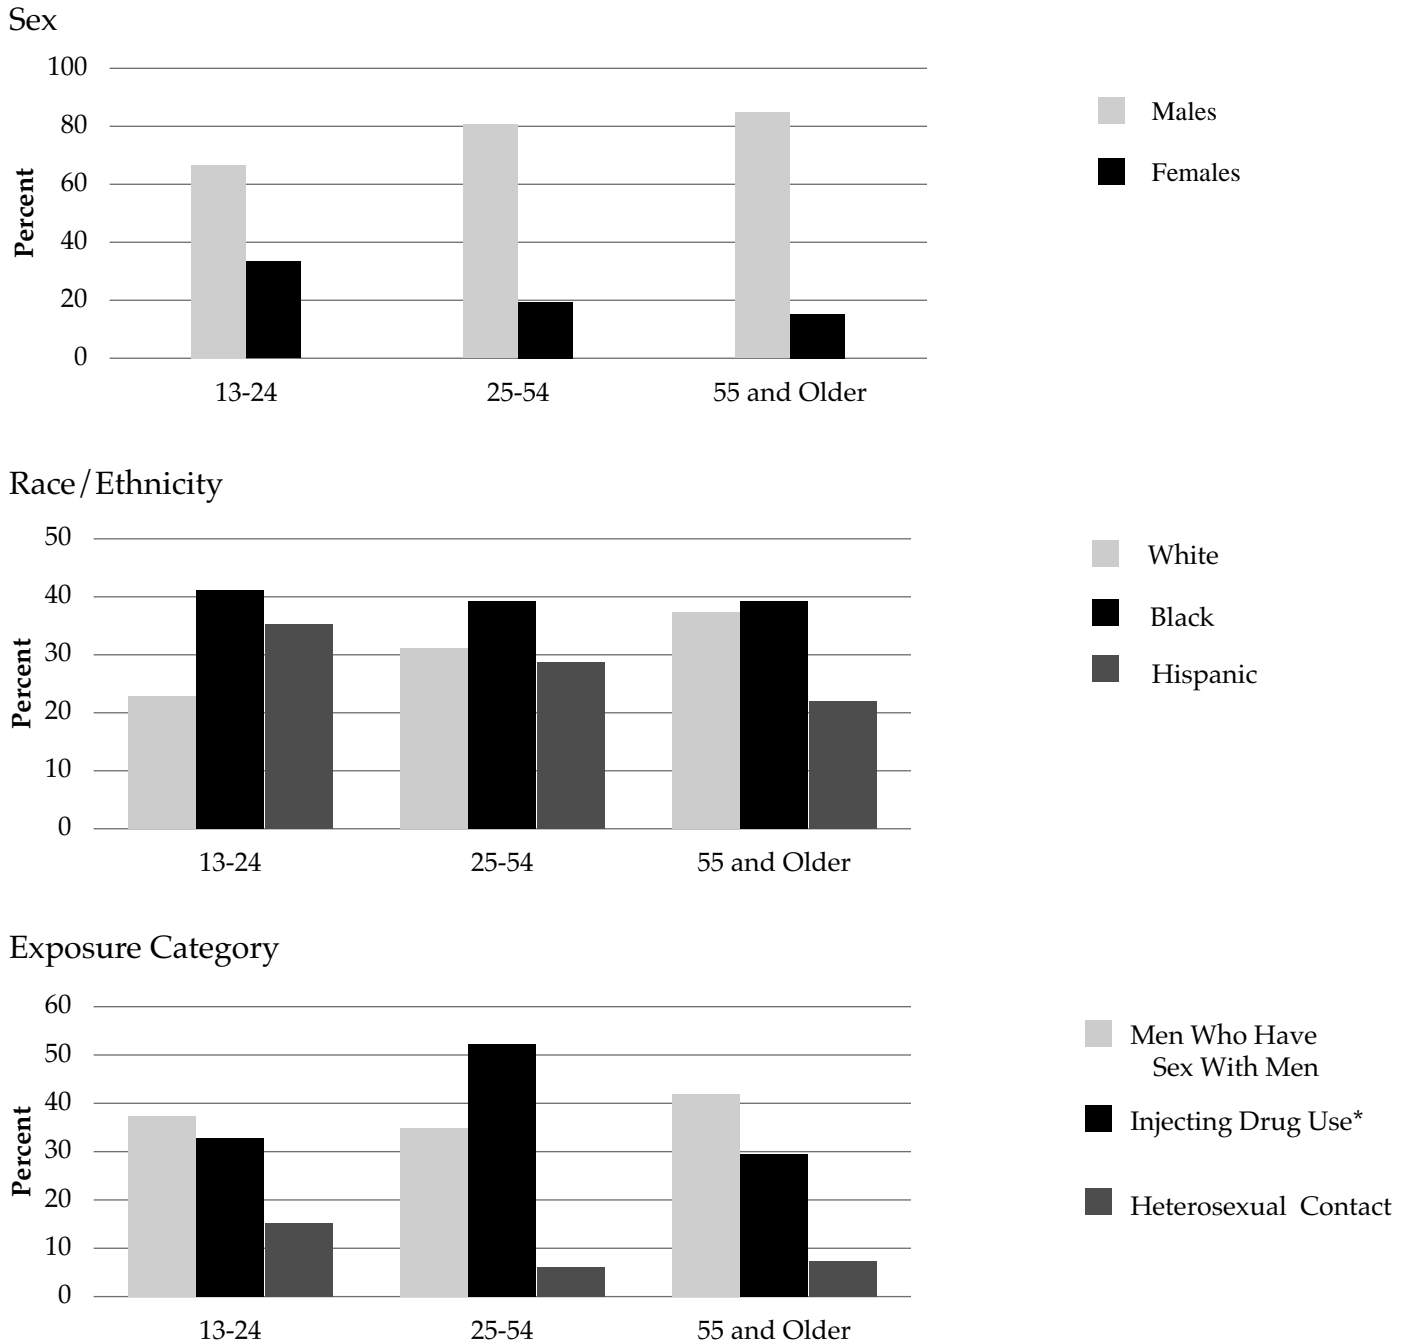 Sex
100
80
60
40
20
0
Percent
13-24
25-54
55 and Older
Males
Females
Race/Ethnicity
50
40
30
20
10
0
Percent
13-24
25-54
55 and Older
White
Black
Hispanic
Exposure Category
60
50
40
30
20
10
0
Percent
13-24
25-54
55 and Older
Men Who Have
Sex With Men
Injecting Drug Use*
Heterosexual Contact